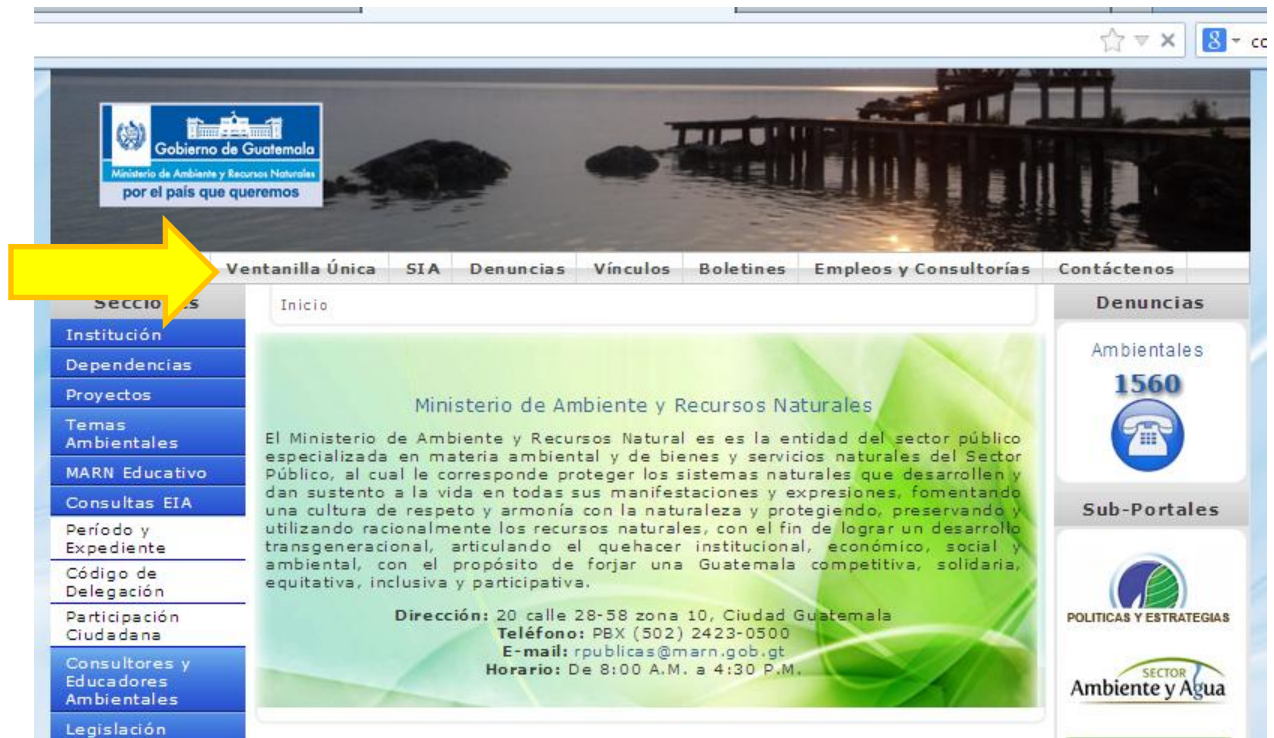 co
Gobierno de Guatemala
Ministerio de Ambiente y Recursos Naturales
por el país que queremos
Ventanilla Única SIA Denuncias Vínculos Boletines Empleos y Consultorías Contáctenos
Secciones
Institución
Dependencias
Proyectos
Temas
Ambientales
MARN Educativo
Consultas EIA
Período y
Expediente
Código de
Delegación
Participación
Ciudadana
Consultores y
Educadores
Ambientales
Legislación
Inicio
Ministerio de Ambiente y Recursos Naturales
El Ministerio de Ambiente y Recursos Natural es es la entidad del sector público
especializada en materia ambiental y de bienes y servicios naturales del Sector
Público, al cual le corresponde proteger los sistemas naturales que desarrollen y
dan sustento a la vida en todas sus manifestaciones y expresiones, fomentando
una cultura de respeto y armonía con la naturaleza y protegiendo, preservando y
utilizando racionalmente los recursos naturales, con el fin de lograr un desarrollo
transgeneracional, articulando el quehacer institucional, económico, social y
ambiental, con el propósito de forjar una Guatemala competitiva, solidaria,
equitativa, inclusiva y participativa.
Dirección: 20 calle 28-58 zona 10, Ciudad Guatemala
Teléfono: PBX (502) 2423-0500
E-mail: rpublicas@marn.gob.gt
Horario: De 8:00 A.M. a 4:30 P.M.
Denuncias
Ambientales
1560
Sub-Portales
POLITICAS Y ESTRATEGIAS
SECTOR
Ambiente y Agua